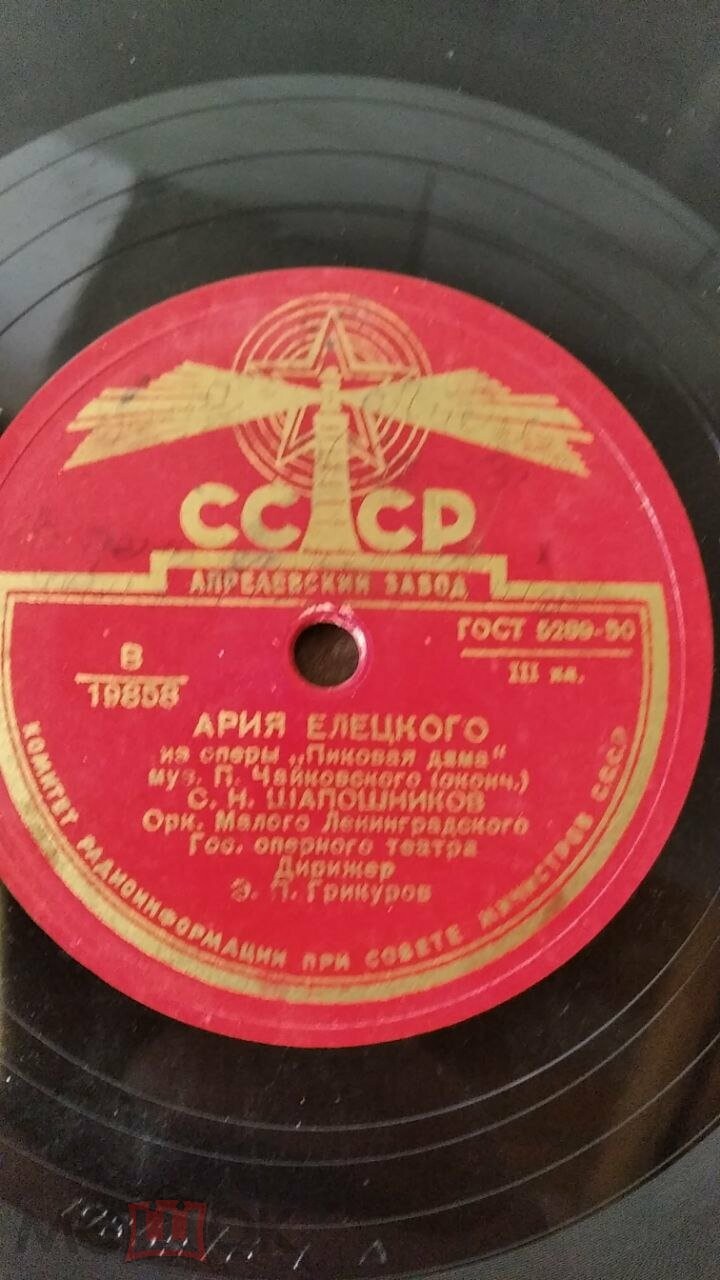 СССР
АПРЕЛЕВСКИЙ ЗАВОД
ГОСТ 5289-50
В
19858
III кл.
АРИЯ ЕЛЕЦКОГО
из оперы „Пиковая дама“
муз. П. Чайковского (оконч.)
С. Н. ШАПОШНИКОВ
Орк. Малого Ленинградского
Гос. оперного театра
Дирижер
Э. П. Грикуров
КОМИТЕТ РАДИОИНФОРМАЦИИ ПРИ СОВЕТЕ МИНИСТРОВ СССР
мешок